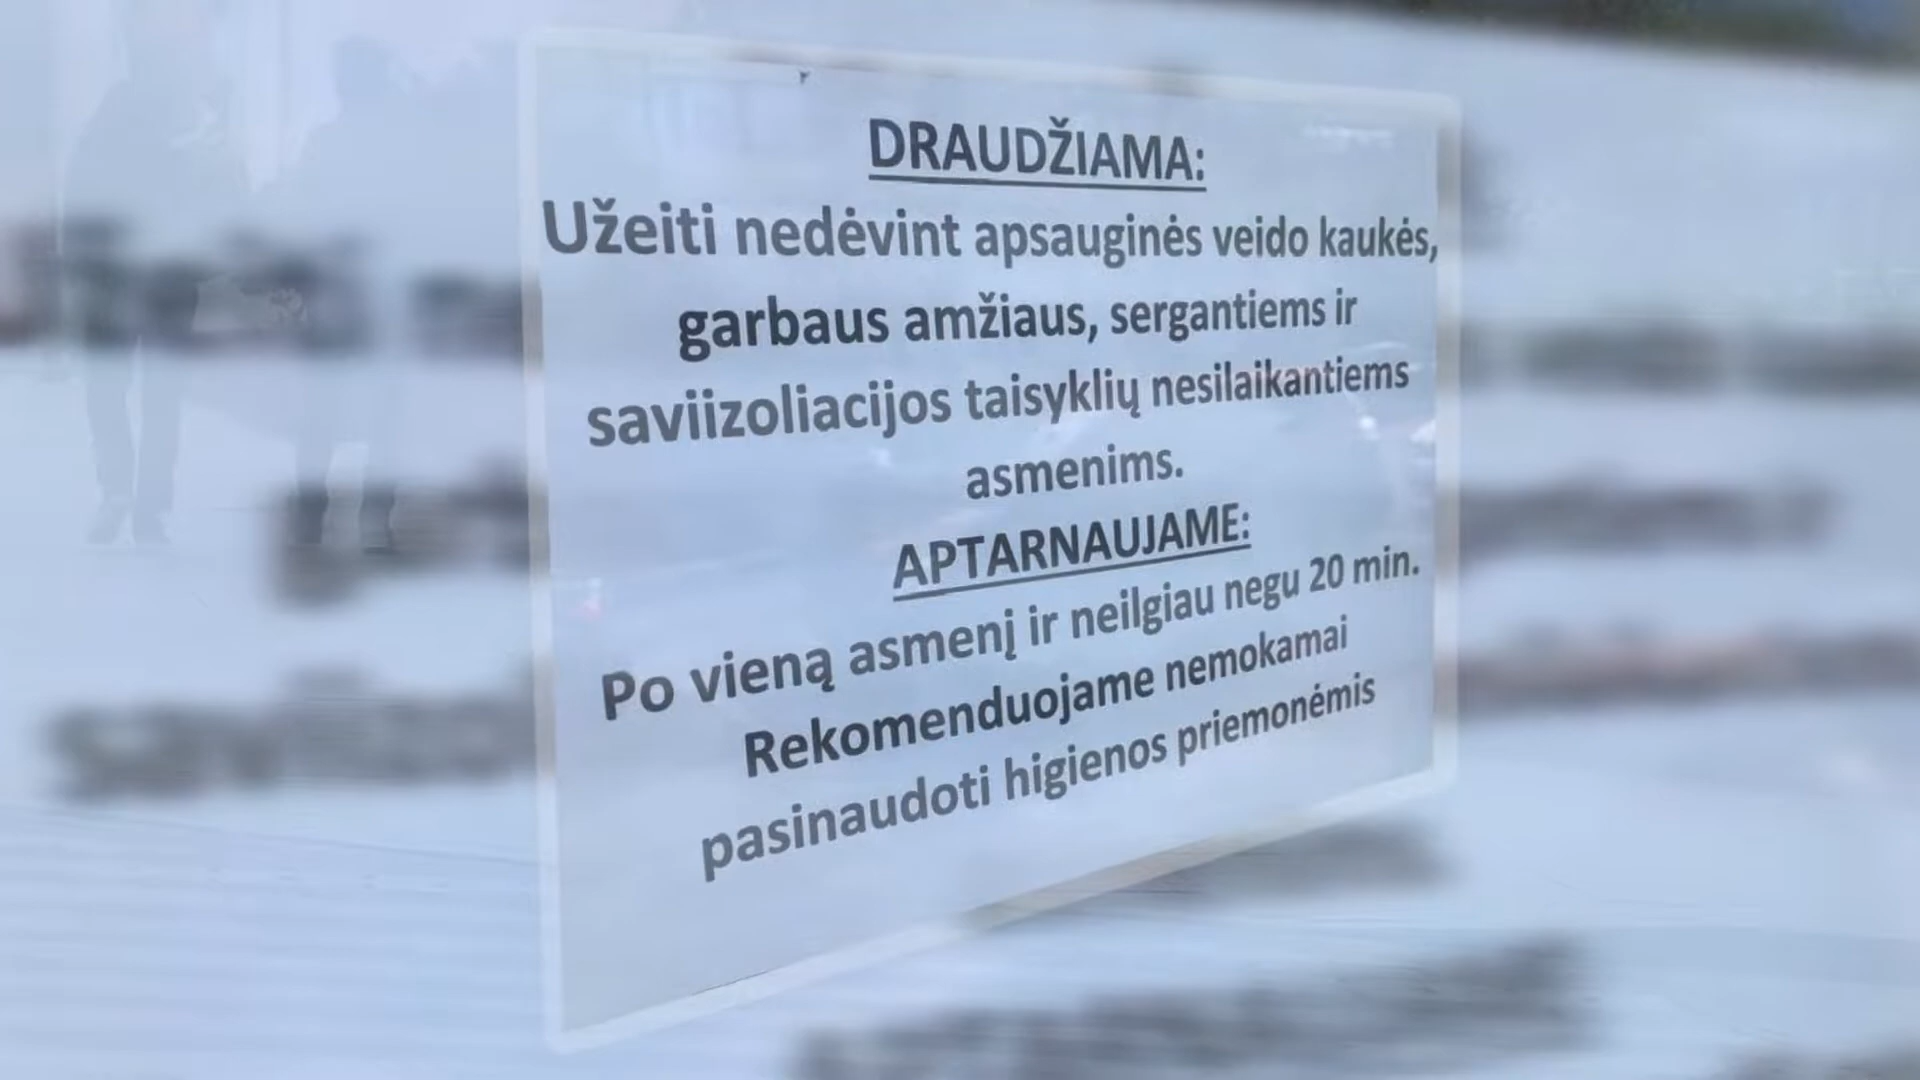 DRAUDŽIAMA:
Užeiti nedėvint apsauginės veido kaukės,
garbaus amžiaus, sergantiems ir
saviizoliacijos taisyklių nesilaikantiems
asmenims.
APTARNAUJAME:
Po vieną asmenį ir neilgiau negu 20 min.
Rekomenduojame nemokamai
pasinaudoti higienos priemonėmis